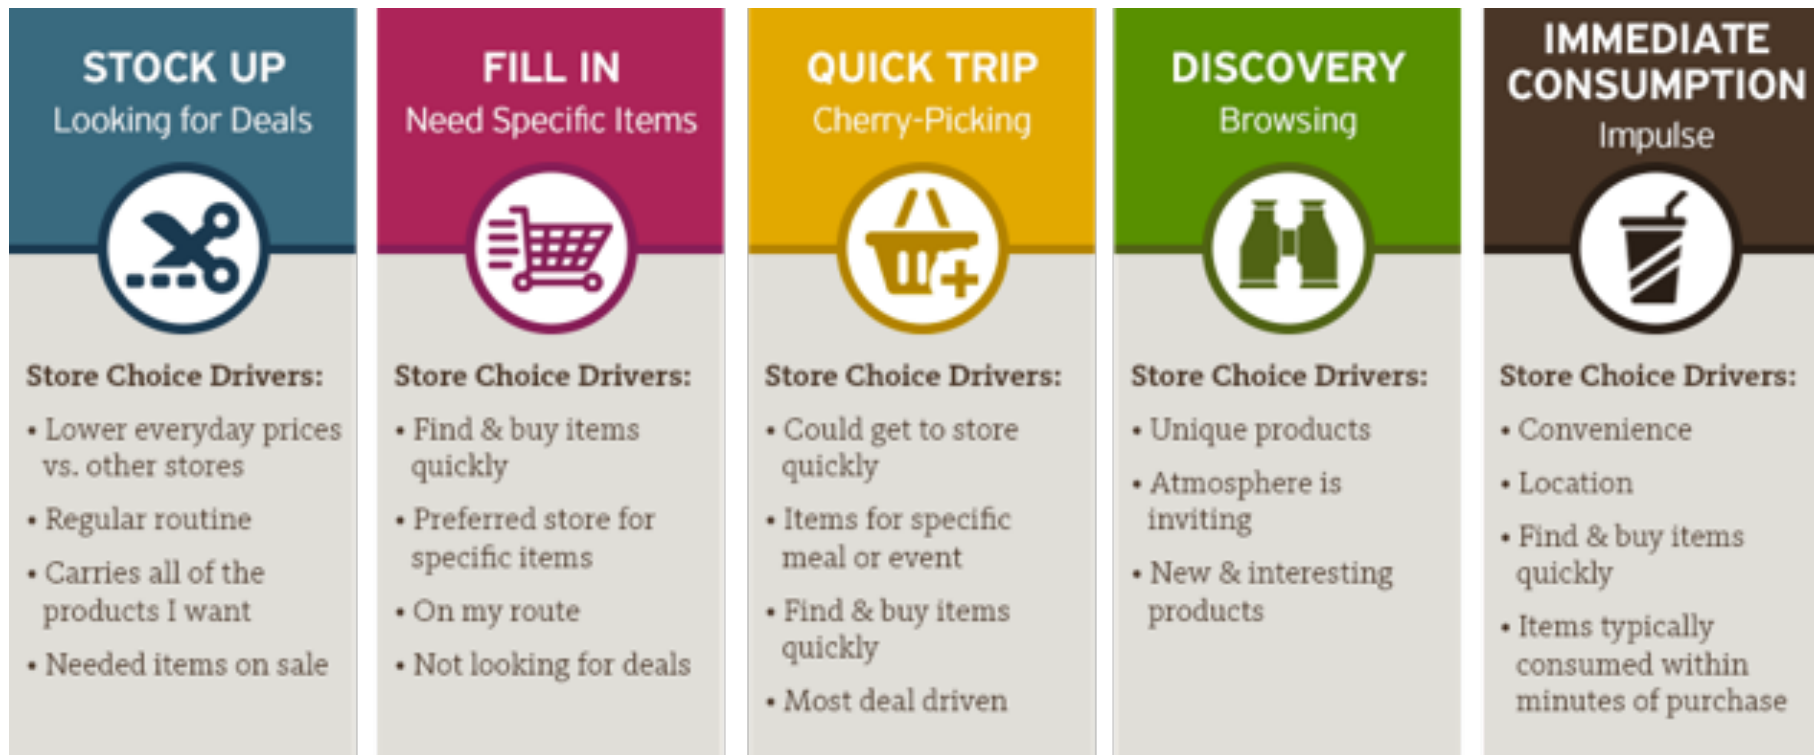 STOCK UP
Looking for Deals
Store Choice Drivers:
• Lower everyday prices
vs. other stores
• Regular routine
• Carries all of the
products I want
• Needed items on sale
FILL IN
Need Specific Items
Store Choice Drivers:
• Find & buy items
quickly
• Preferred store for
specific items
• On my route
• Not looking for deals
QUICK TRIP
Cherry-Picking
Store Choice Drivers:
• Could get to store
quickly
• Items for specific
meal or event
• Find & buy items
quickly
• Most deal driven
DISCOVERY
Browsing
Store Choice Drivers:
• Unique products
• Atmosphere is
inviting
• New & interesting
products
IMMEDIATE
CONSUMPTION
Impulse
Store Choice Drivers:
• Convenience
• Location
• Find & buy items
quickly
• Items typically
consumed within
minutes of purchase